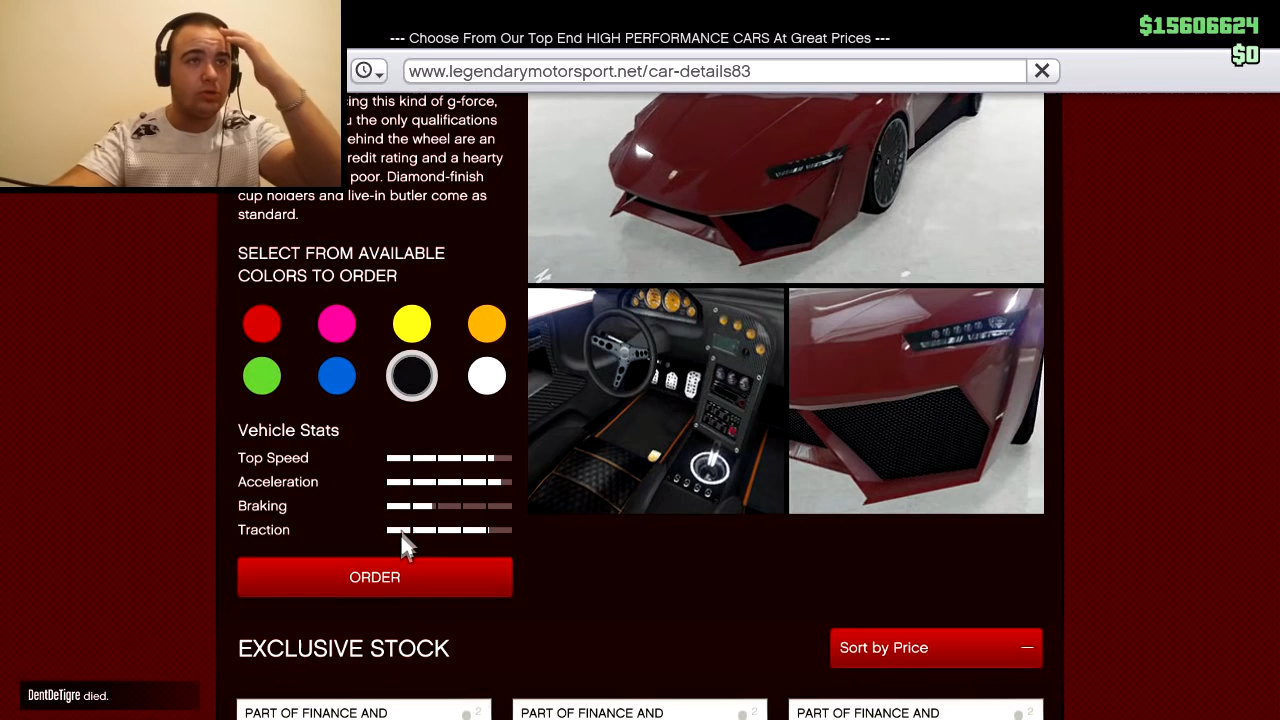 $15606624
--- Choose From Our Top End HIGH PERFORMANCE CARS At Great Prices ---
$0
www.legendarymotorsport.net/car-details83
cing this kind of g-force,
u the only qualifications
ehind the wheel are an
redit rating and a hearty
poor. Diamond-finish
cup holders and live-in butler come as
standard.
SELECT FROM AVAILABLE
COLORS TO ORDER
Vehicle Stats
Top Speed
Acceleration
Braking
Traction
ORDER
EXCLUSIVE STOCK
Sort by Price
DentDeTigre died.
PART OF FINANCE AND 2
PART OF FINANCE AND 2
PART OF FINANCE AND 2